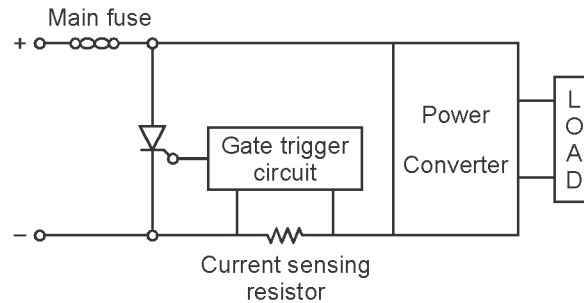 Main fuse
+
Gate trigger
circuit
Power
Converter
L
O
A
D
–
Current sensing
resistor